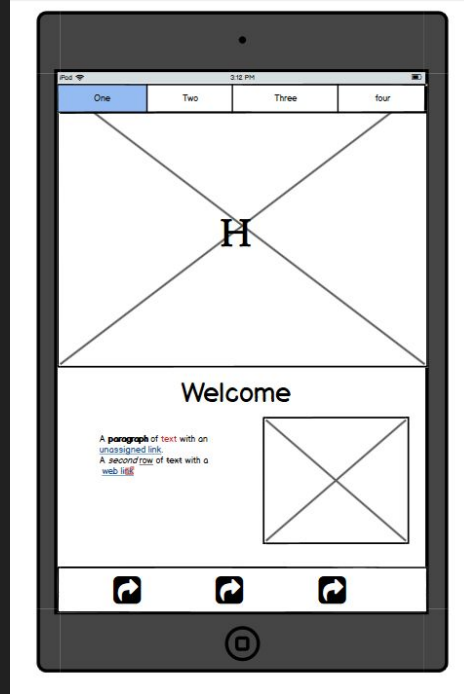 iPod 3:12 PM
One Two Three four
H
Welcome
A paragraph of text with an
unassigned link.
A second row of text with a
web link